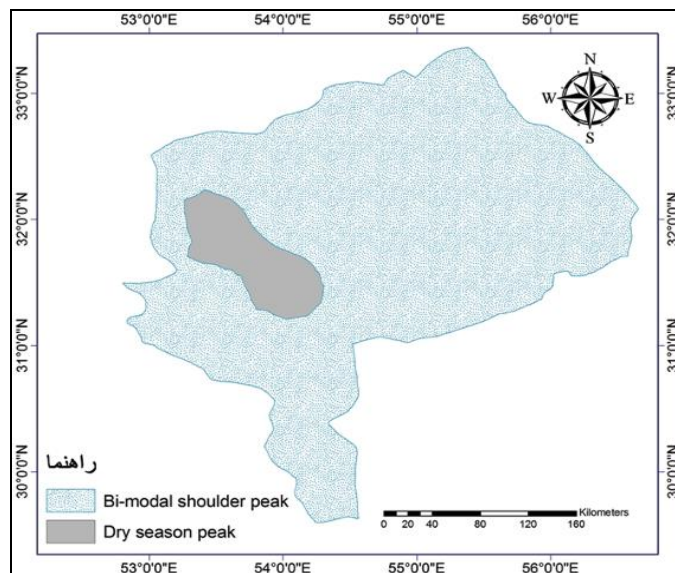 53°0'0"E 54°0'0"E 55°0'0"E 56°0'0"E
33°0'0"N 33°0'0"N
N
W E
S
32°0'0"N 32°0'0"N
31°0'0"N 31°0'0"N
30°0'0"N 30°0'0"N
راهنما
Bi-modal shoulder peak
Dry season peak
Kilometers
0 20 40 80 120 160
53°0'0"E 54°0'0"E 55°0'0"E 56°0'0"E